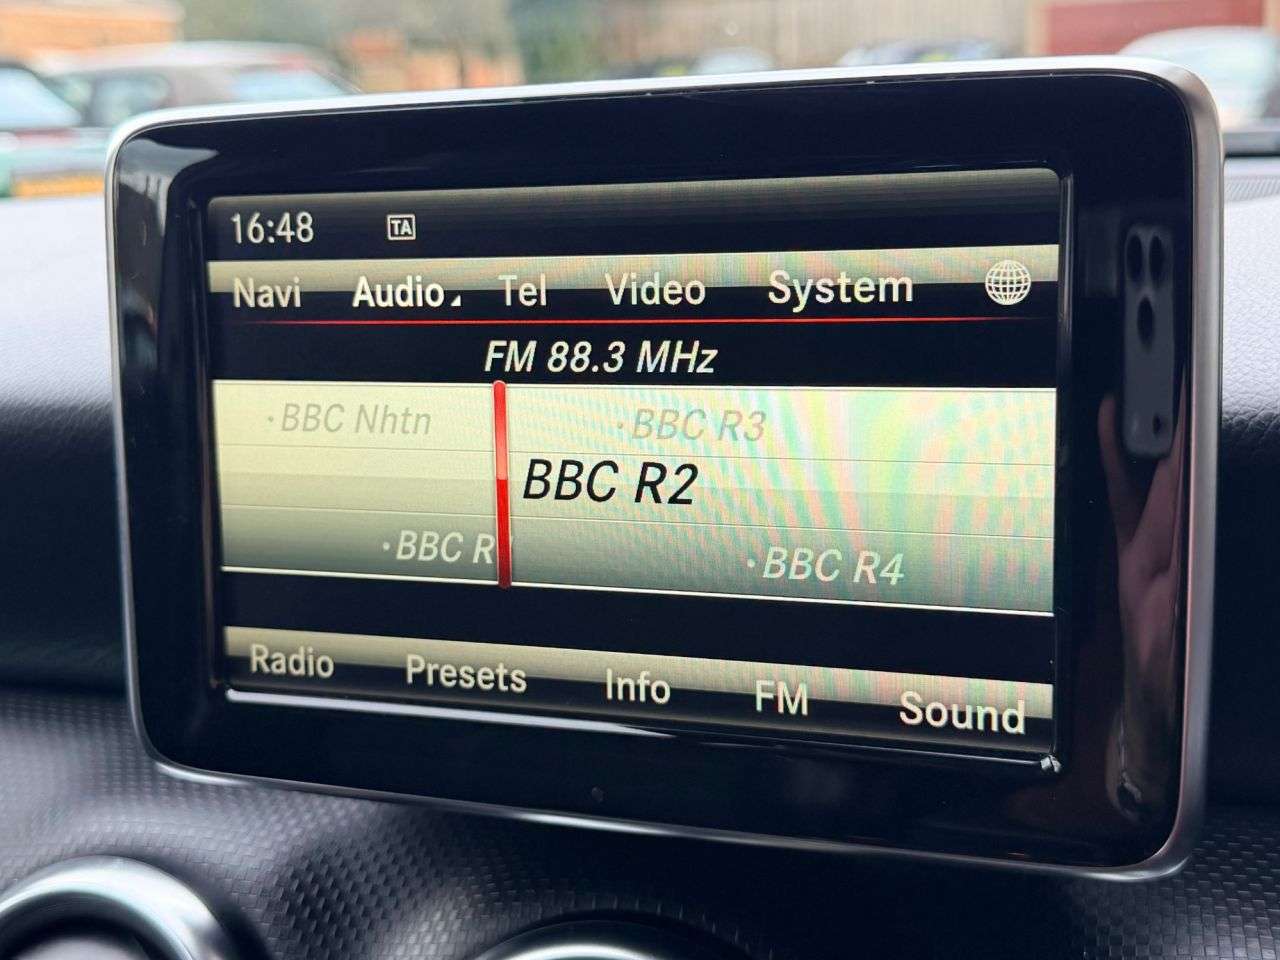 16:48 TA
Navi Audio Tel Video System
FM 88.3 MHz
BBC Nhtn BBC R3
BBC R2
BBC R BBC R4
Radio Presets Info FM Sound